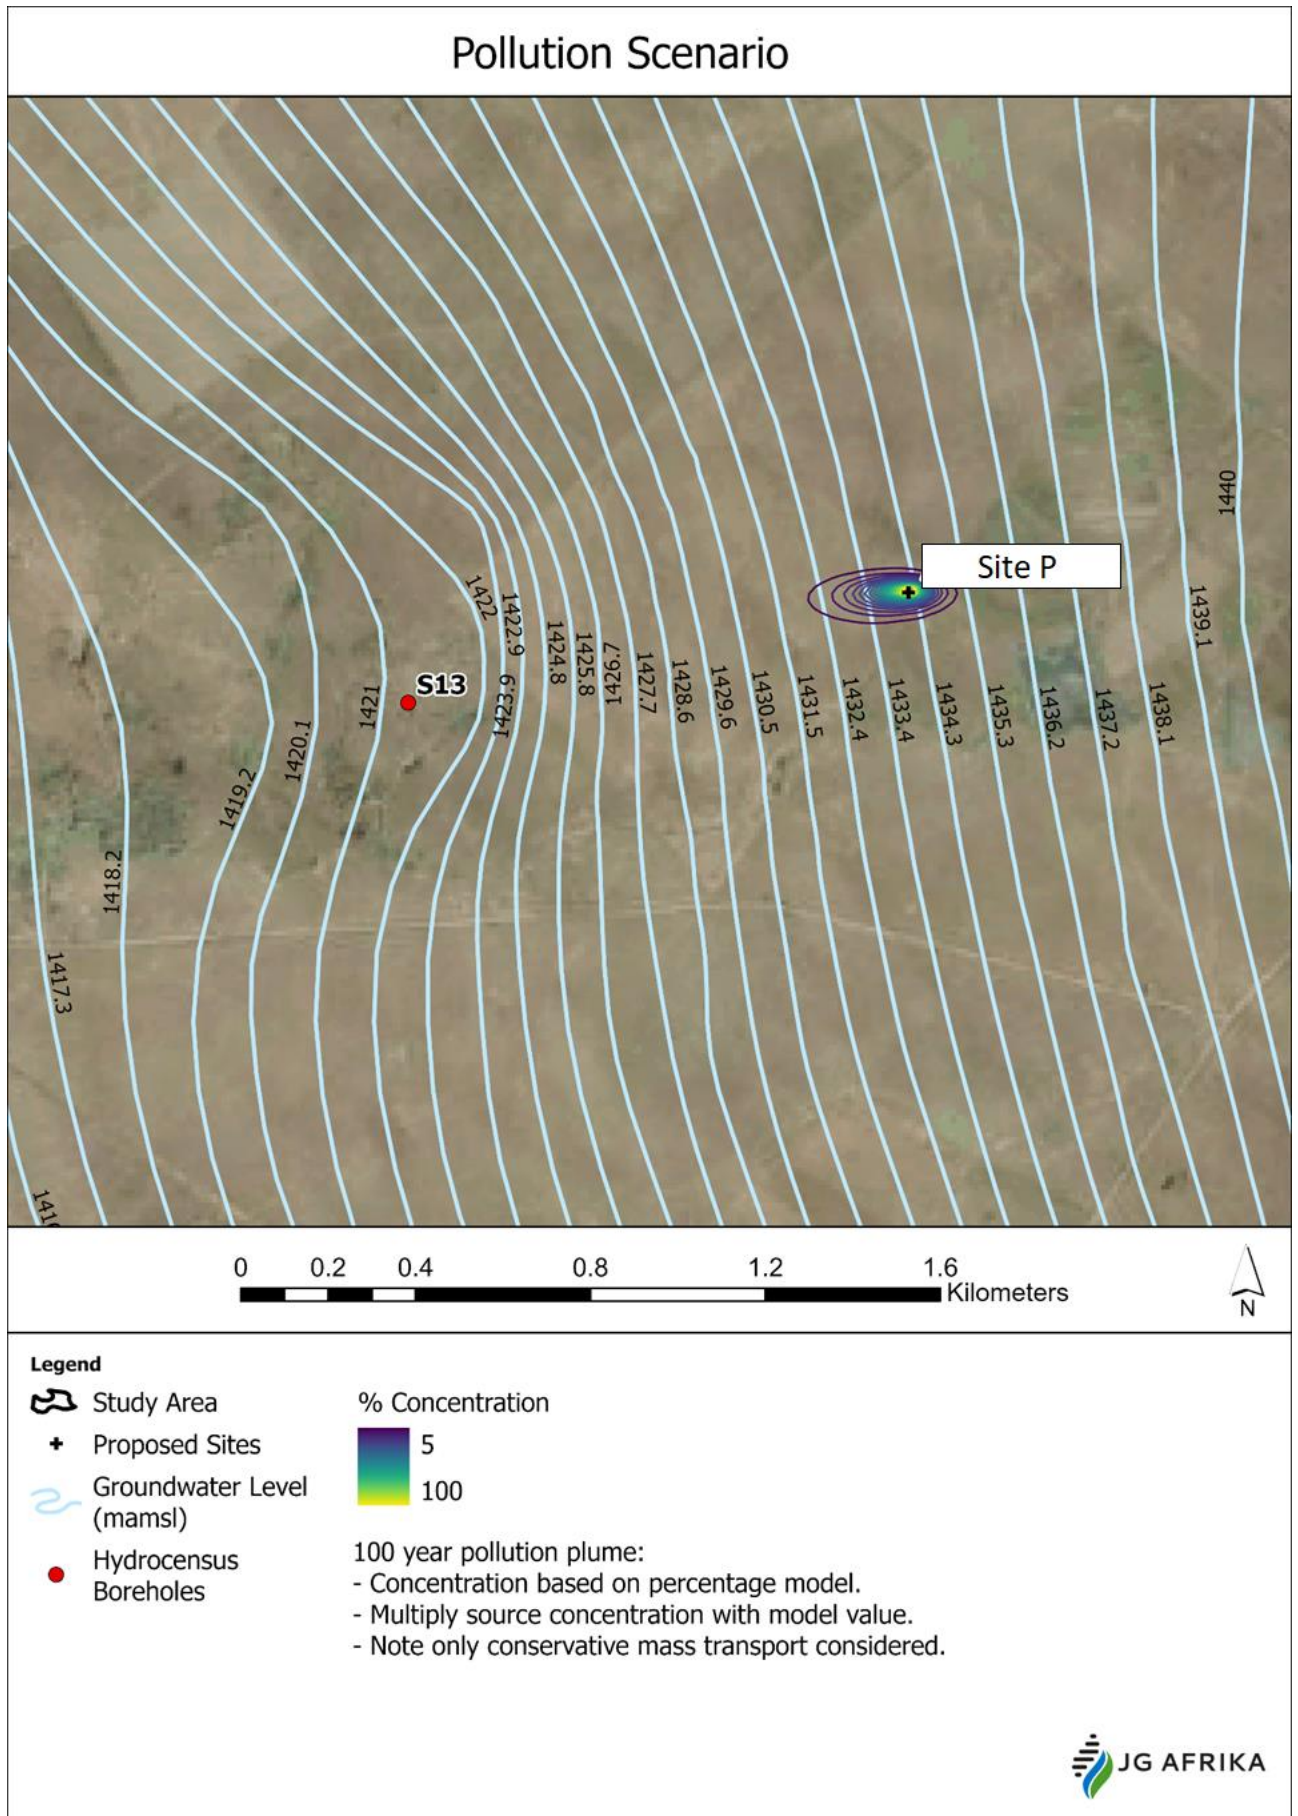 Pollution Scenario
1440
Site P
1422
1422.9
1439.1
1424.8
1425.8
1426.7
1427.7
1428.6
1429.6
1430.5
1431.5
1432.4
1433.4
1434.3
1435.3
1436.2
1437.2
1438.1
S13
1421
1423.9
1420.1
1419.2
1418.2
1417.3
0 0.2 0.4 0.8 1.2 1.6
Kilometers
N
Legend
Study Area
Proposed Sites
Groundwater Level
(mamsl)
Hydrocensus
Boreholes
% Concentration
5
100
100 year pollution plume:
- Concentration based on percentage model.
- Multiply source concentration with model value.
- Note only conservative mass transport considered.
JG AFRIKA